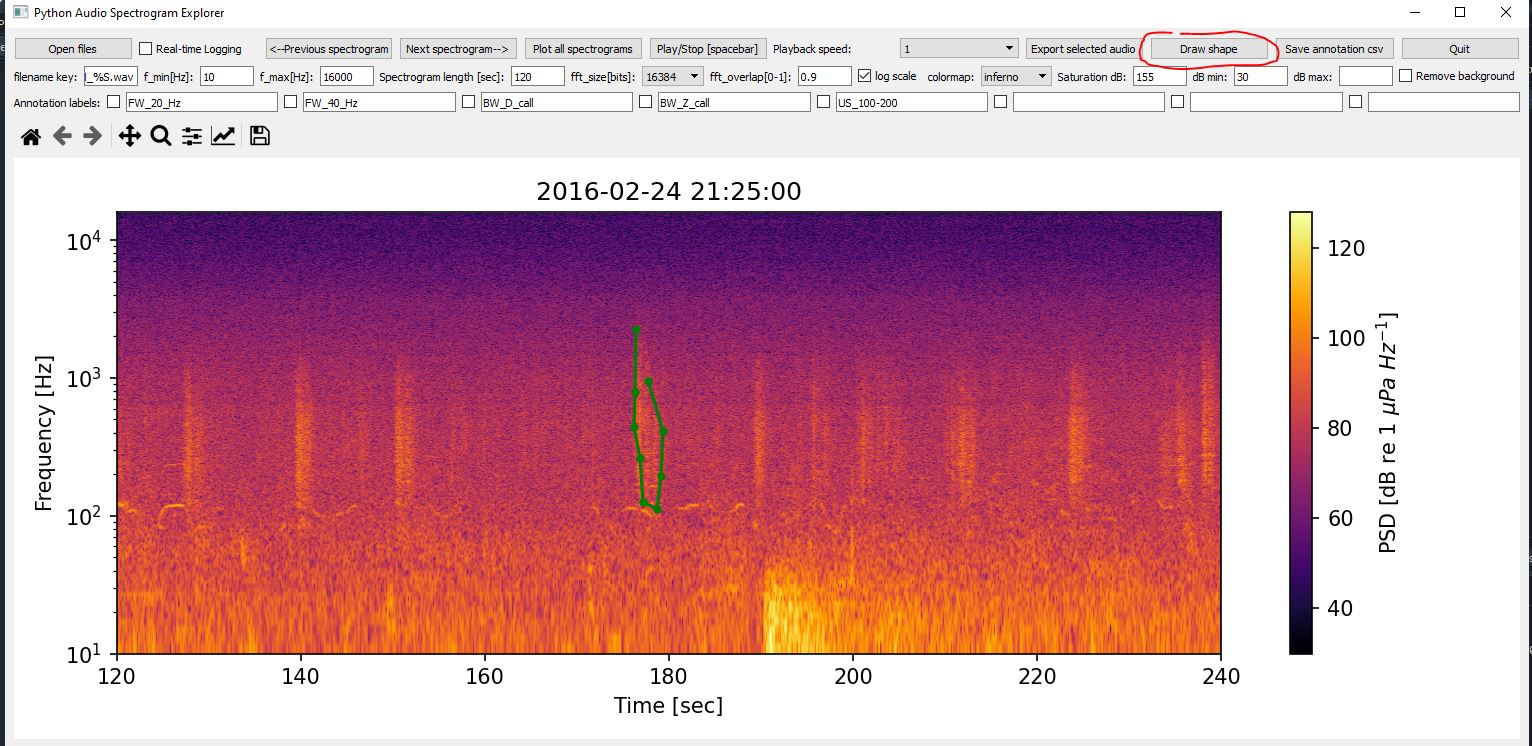 Python Audio Spectrogram Explorer
Open files Real-time Logging <--Previous spectrogram Next spectrogram--> Plot all spectrograms Play/Stop [spacebar] Playback speed: 1 Export selected audio Draw shape Save annotation csv Quit
filename key: _%S.wav f_min[Hz]: 10 f_max[Hz]: 16000 Spectrogram length [sec]: 120 fft_size[bits]: 16384 fft_overlap[0-1]: 0.9 log scale colormap: inferno Saturation dB: 155 dB min: 30 dB max: Remove background
Annotation labels: FW_20_Hz FW_40_Hz BW_D_call BW_Z_call US_100-200
2016-02-24 21:25:00
10⁴
10³
10²
10¹
Frequency [Hz]
120 140 160 180 200 220 240
Time [sec]
120
100
80
60
40
PSD [dB re 1 μPa Hz⁻¹]